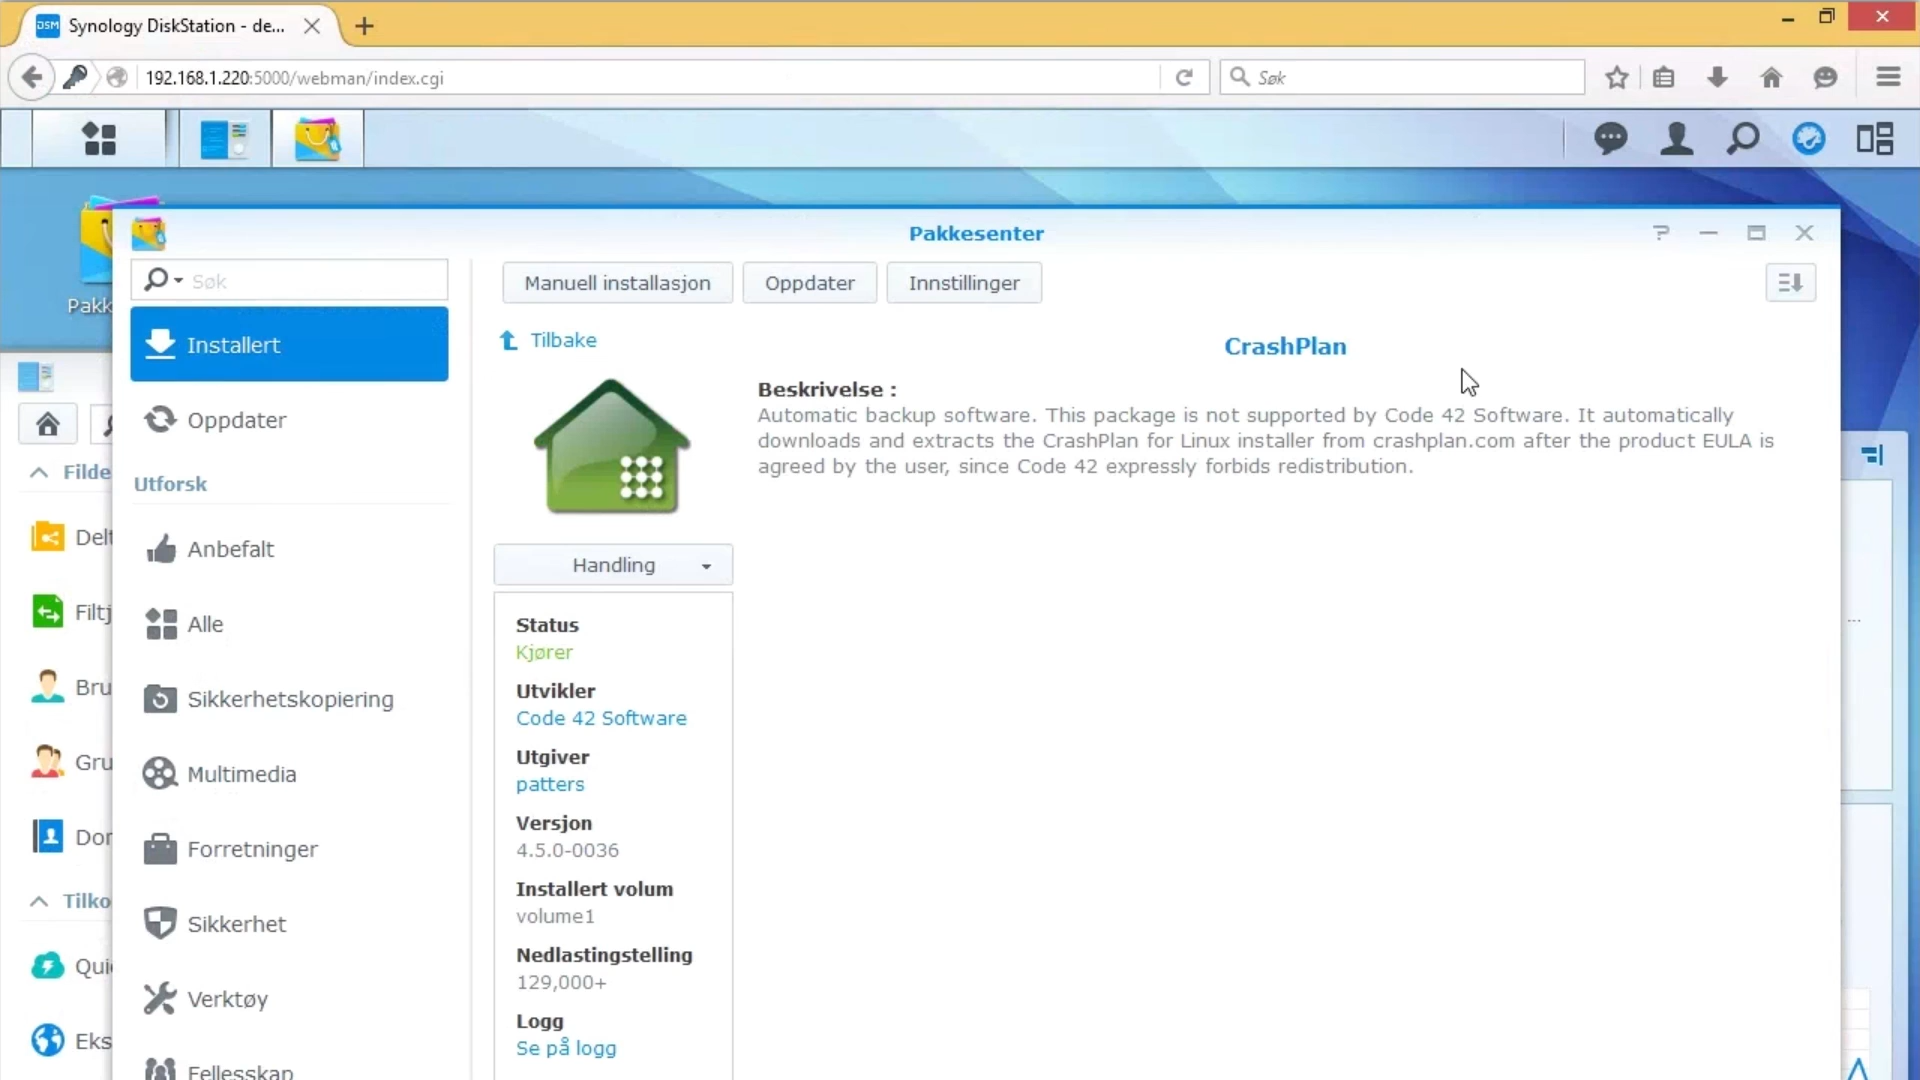 DSM
Synology DiskStation - de...
192.168.1.220:5000/webman/index.cgi
Søk
Pakk
Pakkesenter
Søk
Manuell installasjon
Oppdater
Innstillinger
Installert
Tilbake
CrashPlan
Oppdater
Beskrivelse :
Automatic backup software. This package is not supported by Code 42 Software. It automatically
downloads and extracts the CrashPlan for Linux installer from crashplan.com after the product EULA is
agreed by the user, since Code 42 expressly forbids redistribution.
Filde
Utforsk
Delt
Anbefalt
Handling
Filtj
Alle
Status
Kjører
Bru
Sikkerhetskopiering
Utvikler
Code 42 Software
Gru
Multimedia
Utgiver
patters
Dor
Forretninger
Versjon
4.5.0-0036
Tilko
Sikkerhet
Installert volum
volume1
Quic
Verktøy
Nedlastingstelling
129,000+
Eks
Fellesskap
Logg
Se på logg
...